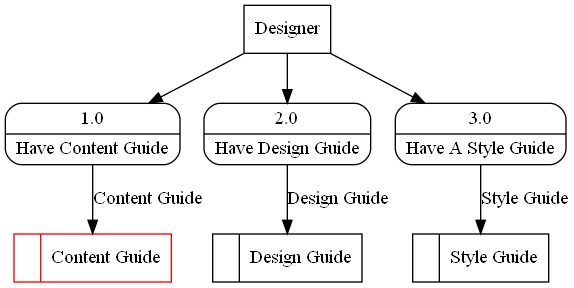 Designer
1.0
Have Content Guide
2.0
Have Design Guide
3.0
Have A Style Guide
Content Guide
Design Guide
Style Guide
Content Guide
Design Guide
Style Guide